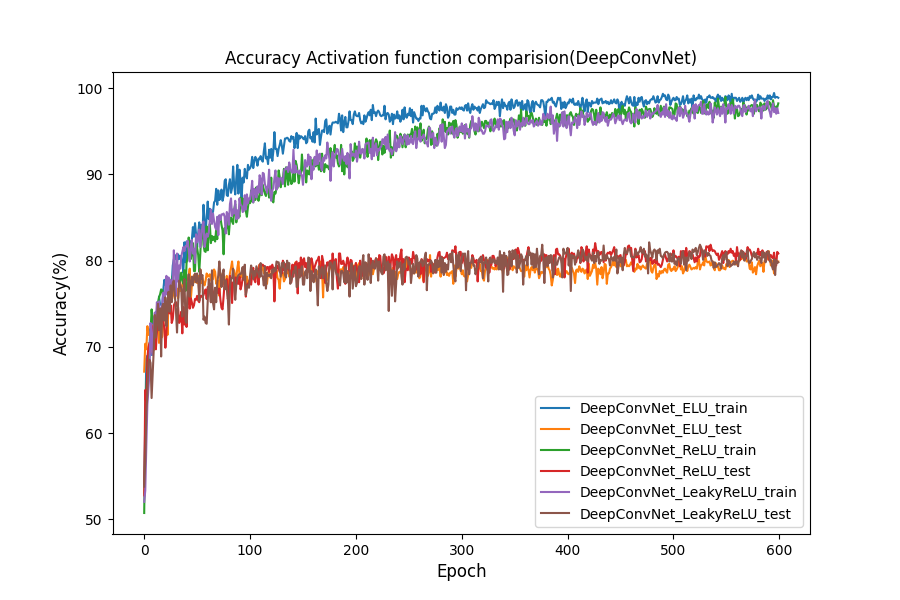 Accuracy Activation function comparision(DeepConvNet)
100
90
80
70
60
50
Accuracy(%)
DeepConvNet_ELU_train
DeepConvNet_ELU_test
DeepConvNet_ReLU_train
DeepConvNet_ReLU_test
DeepConvNet_LeakyReLU_train
DeepConvNet_LeakyReLU_test
0 100 200 300 400 500 600
Epoch